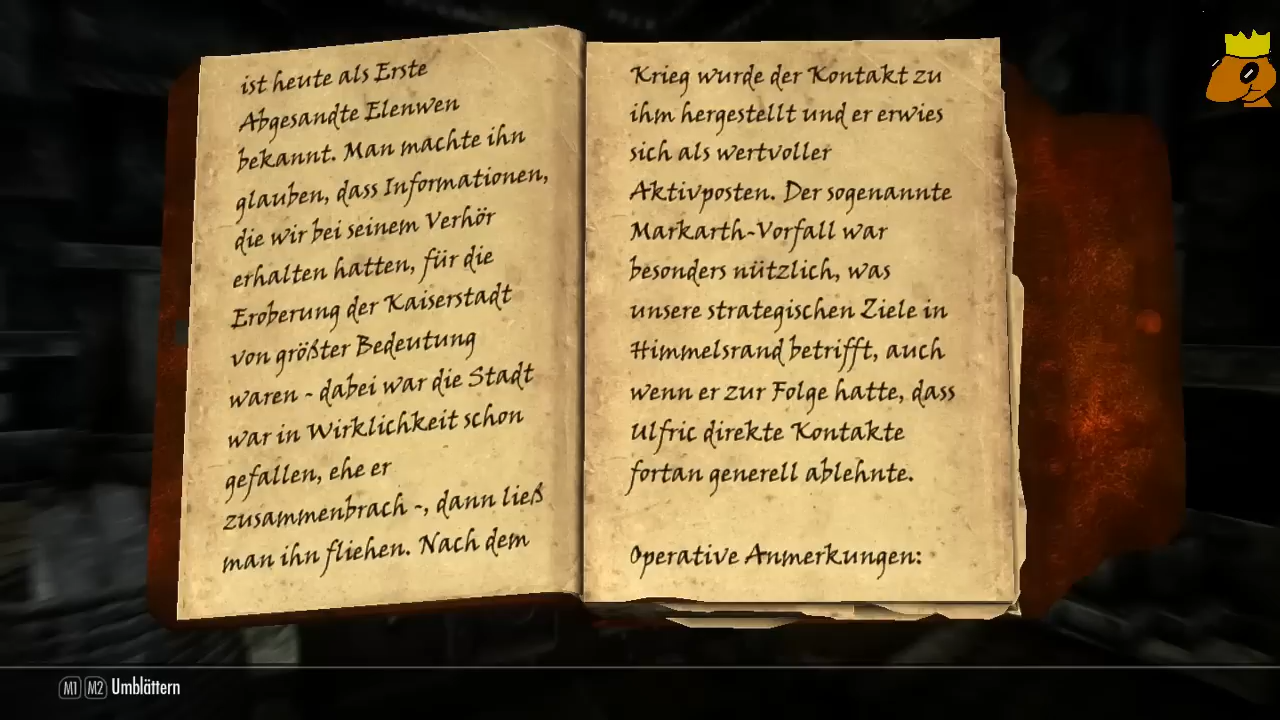 ist heute als Erste
Abgesandte Elenwen
bekannt. Man machte ihn
glauben, dass Informationen,
die wir bei seinem Verhör
erhalten hatten, für die
Eroberung der Kaiserstadt
von größter Bedeutung
waren - dabei war die Stadt
war in Wirklichkeit schon
gefallen, ehe er
zusammenbrach -, dann ließ
man ihn fliehen. Nach dem
Krieg wurde der Kontakt zu
ihm hergestellt und er erwies
sich als wertvoller
Aktivposten. Der sogenannte
Markarth-Vorfall war
besonders nützlich, was
unsere strategischen Ziele in
Himmelsrand betrifft, auch
wenn er zur Folge hatte, dass
Ulfric direkte Kontakte
fortan generell ablehnte.
Operative Anmerkungen:
M1 M2 Umblättern